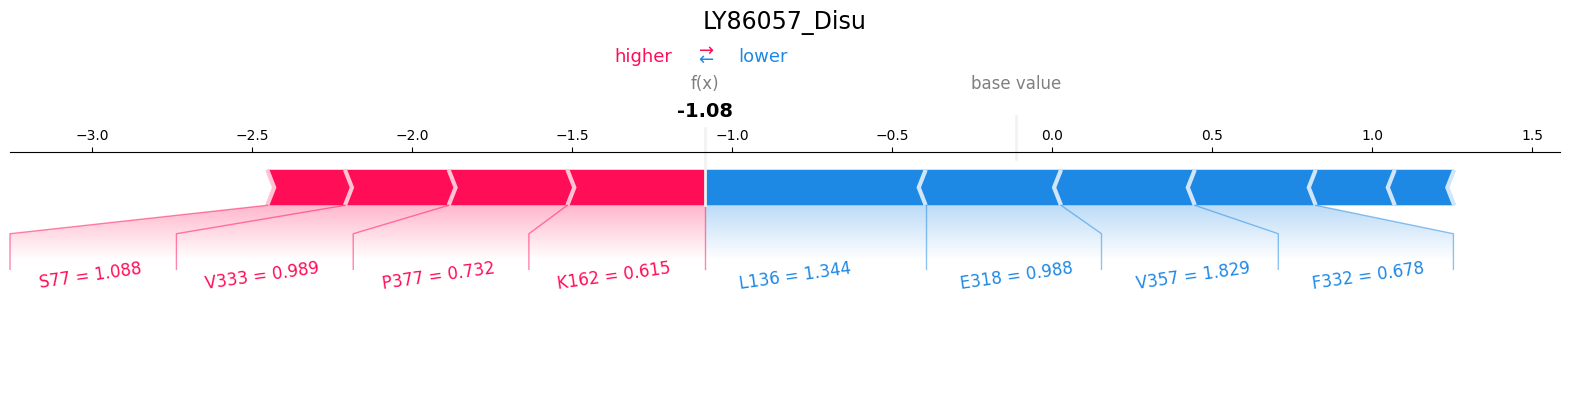 LY86057_Disu
higher ⇄ lower
f(x) base value
-1.08
−3.0 −2.5 −2.0 −1.5 −1.0 −0.5 0.0 0.5 1.0 1.5
S77 = 1.088 V333 = 0.989 P377 = 0.732 K162 = 0.615 L136 = 1.344 E318 = 0.988 V357 = 1.829 F332 = 0.678